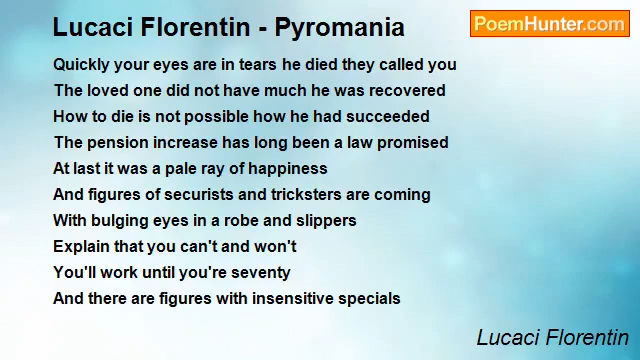 Lucaci Florentin - Pyromania
PoemHunter.com
Quickly your eyes are in tears he died they called you
The loved one did not have much he was recovered
How to die is not possible how he had succeeded
The pension increase has long been a law promised
At last it was a pale ray of happiness
And figures of securists and tricksters are coming
With bulging eyes in a robe and slippers
Explain that you can't and won't
You'll work until you're seventy
And there are figures with insensitive specials
Lucaci Florentin